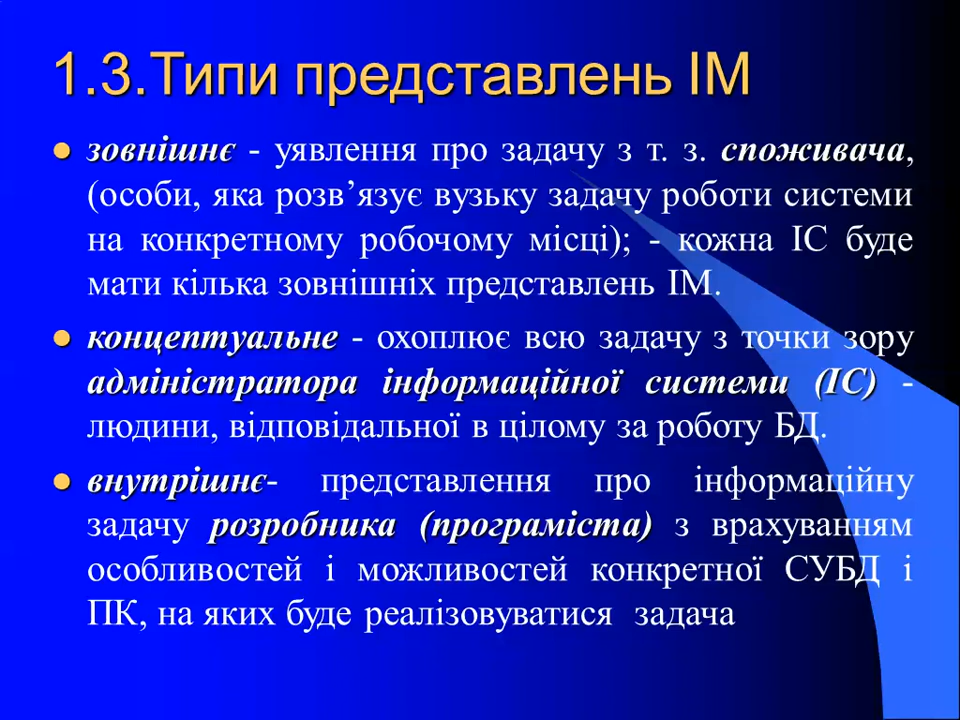 1.3.Типи представлень ІМ
зовнішнє - уявлення про задачу з т. з. споживача,
(особи, яка розв’язує вузьку задачу роботи системи
на конкретному робочому місці); - кожна ІС буде
мати кілька зовнішніх представлень ІМ.
концептуальне - охоплює всю задачу з точки зору
адміністратора інформаційної системи (ІС) -
людини, відповідальної в цілому за роботу БД.
внутрішнє- представлення про інформаційну
задачу розробника (програміста) з врахуванням
особливостей і можливостей конкретної СУБД і
ПК, на яких буде реалізовуватися задача